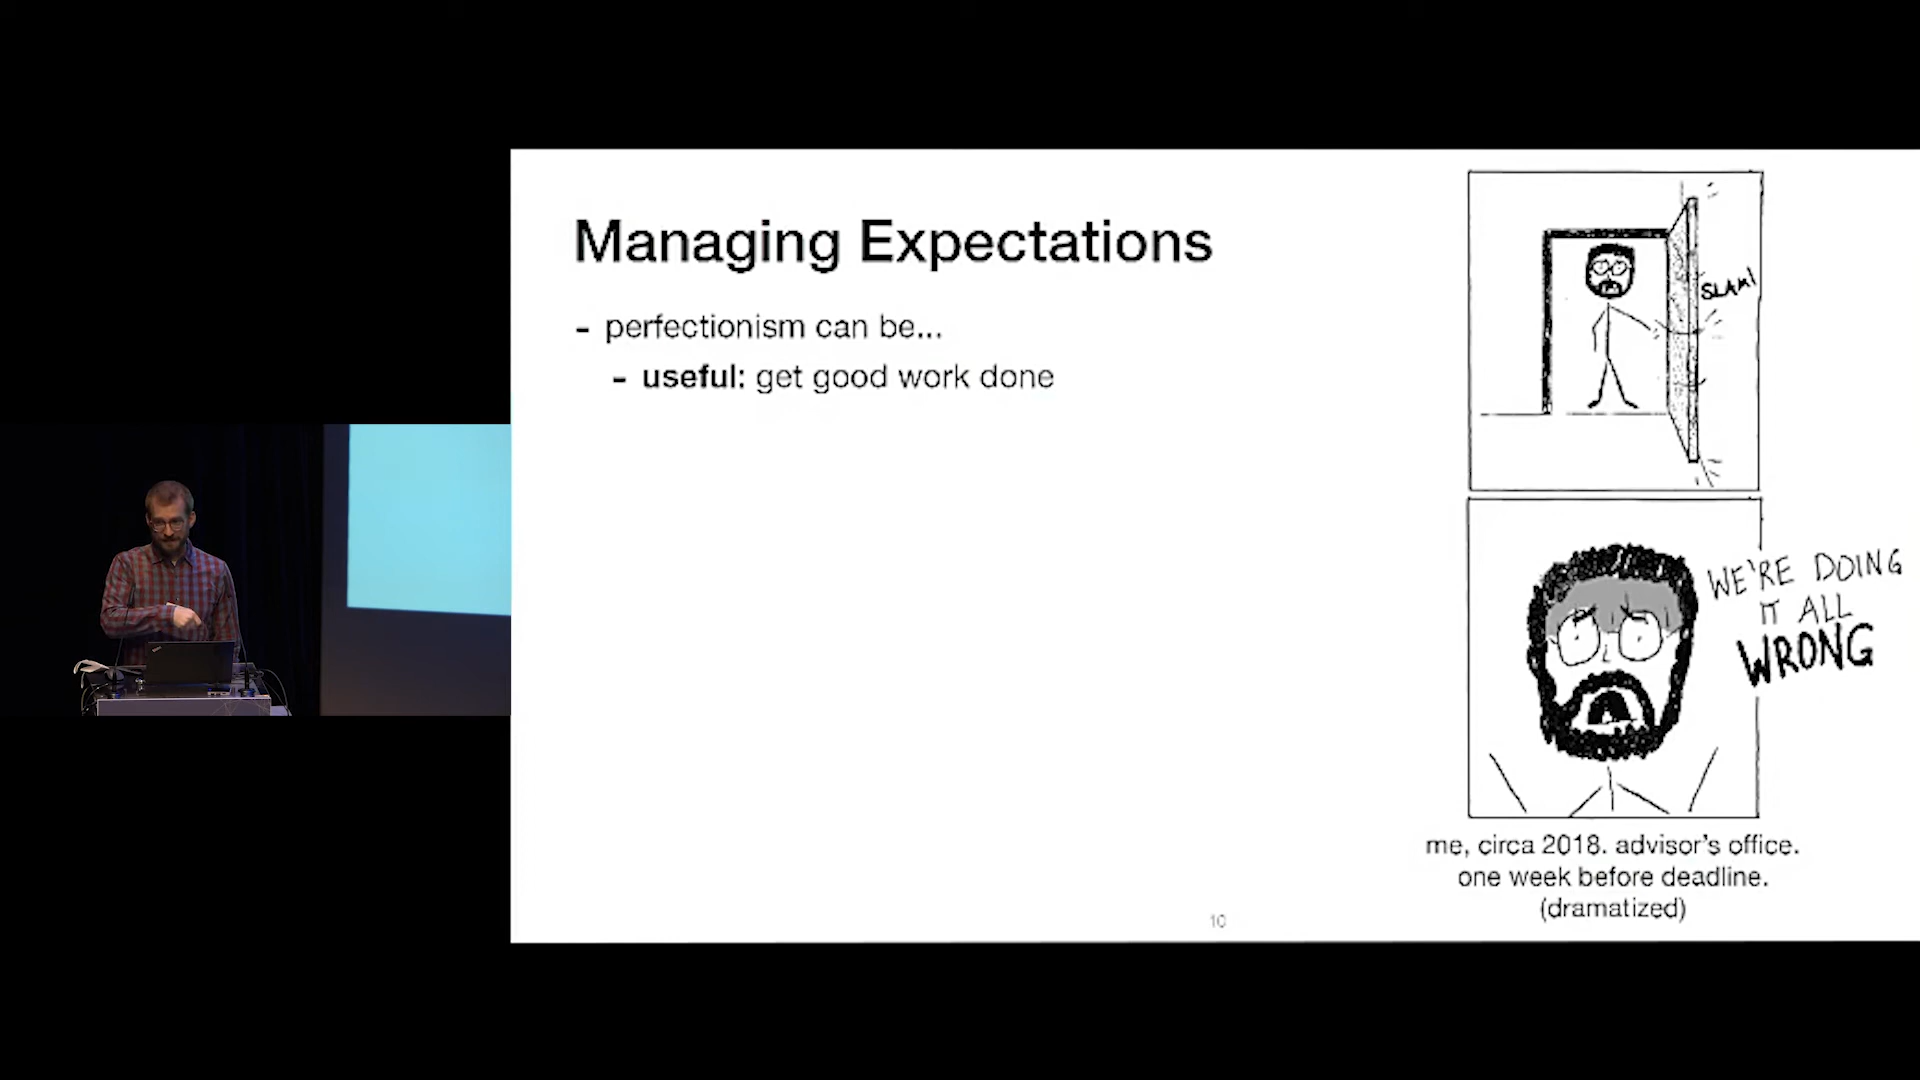 Managing Expectations
- perfectionism can be...
- useful: get good work done
SLAM!
WE'RE DOING
IT ALL
WRONG
me, circa 2018. advisor's office.
one week before deadline.
(dramatized)
10